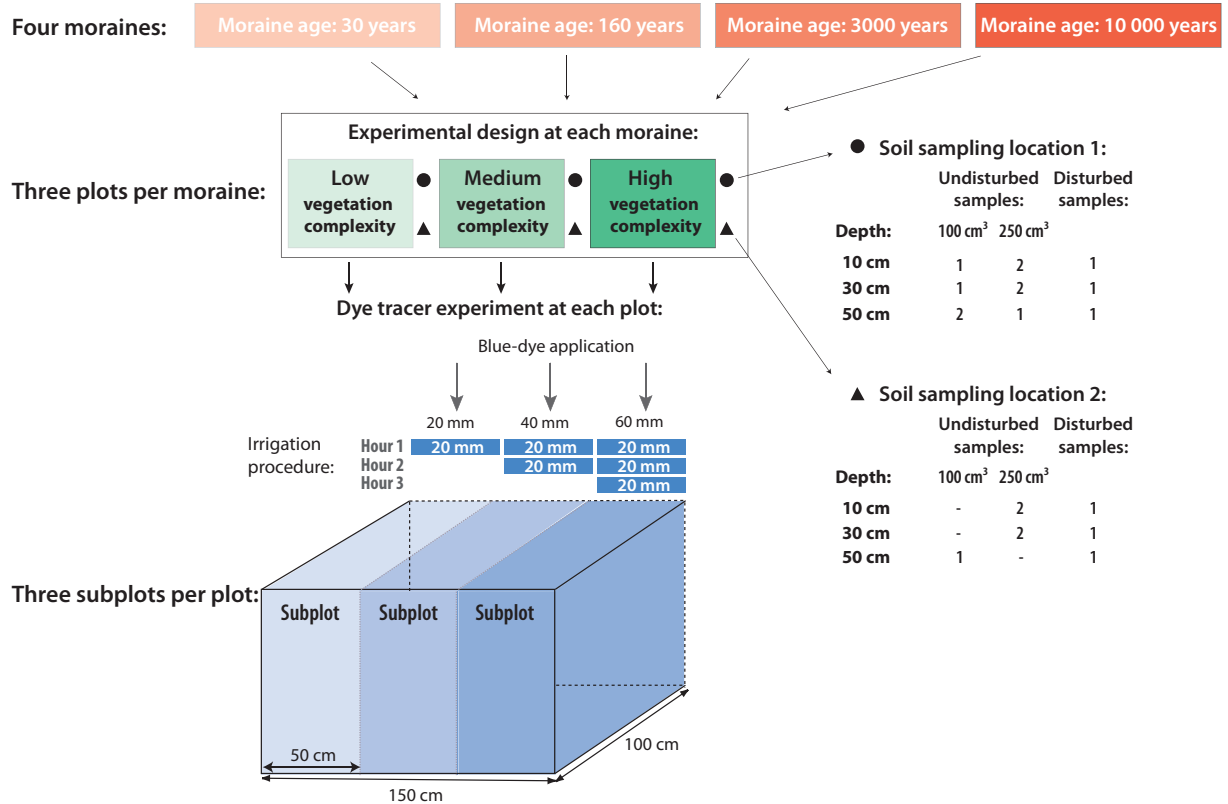 Four moraines:
Moraine age: 30 years
Moraine age: 160 years
Moraine age: 3000 years
Moraine age: 10 000 years
Experimental design at each moraine:
Three plots per moraine:
Low
vegetation
complexity
Medium
vegetation
complexity
High
vegetation
complexity
Soil sampling location 1:
Undisturbed Disturbed
samples: samples:
Depth: 100 cm³ 250 cm³
10 cm 1 2 1
30 cm 1 2 1
50 cm 2 1 1
Dye tracer experiment at each plot:
Blue-dye application
20 mm 40 mm 60 mm
Irrigation
procedure:
Hour 1 20 mm 20 mm 20 mm
Hour 2 20 mm 20 mm
Hour 3 20 mm
Soil sampling location 2:
Undisturbed Disturbed
samples: samples:
Depth: 100 cm³ 250 cm³
10 cm - 2 1
30 cm - 2 1
50 cm 1 - 1
Three subplots per plot:
Subplot Subplot Subplot
50 cm
100 cm
150 cm